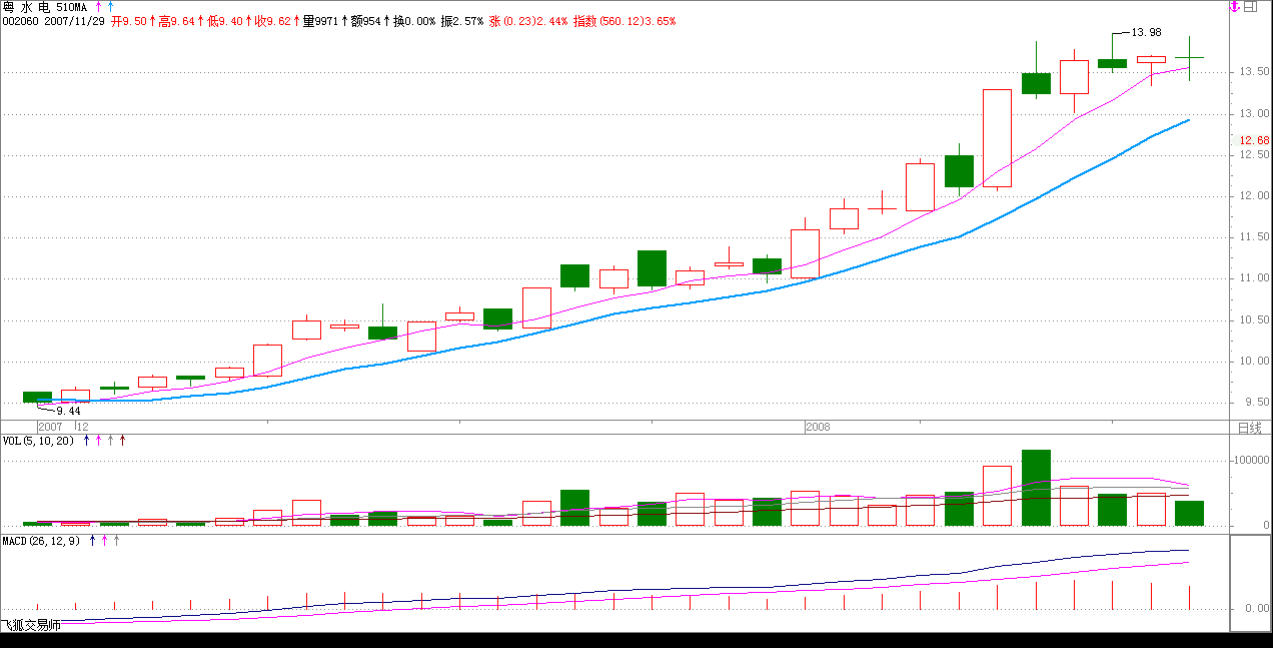 粤 水 电 510MA ↑ ↑
002060 2007/11/29 开9.50↑高9.64↑低9.40↑收9.62↑量9971↑额954↑换0.00% 振2.57% 涨(0.23)2.44% 指数(560.12)3.65%
13.98
13.50
13.00
12.68
12.50
12.00
11.50
11.00
10.50
10.00
9.50
9.44
2007 12 2008 日线
VOL(5,10,20) ↑ ↑ ↑ ↑
100000
0
MACD(26,12,9) ↑ ↑ ↑
0.00
飞狐交易师